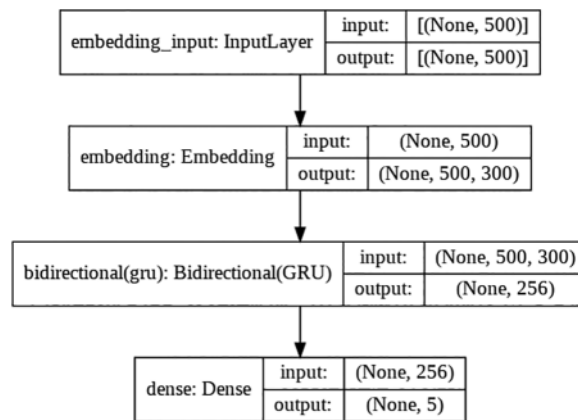 embedding_input: InputLayer
input: [(None, 500)]
output: [(None, 500)]
embedding: Embedding
input: (None, 500)
output: (None, 500, 300)
bidirectional(gru): Bidirectional(GRU)
input: (None, 500, 300)
output: (None, 256)
dense: Dense
input: (None, 256)
output: (None, 5)